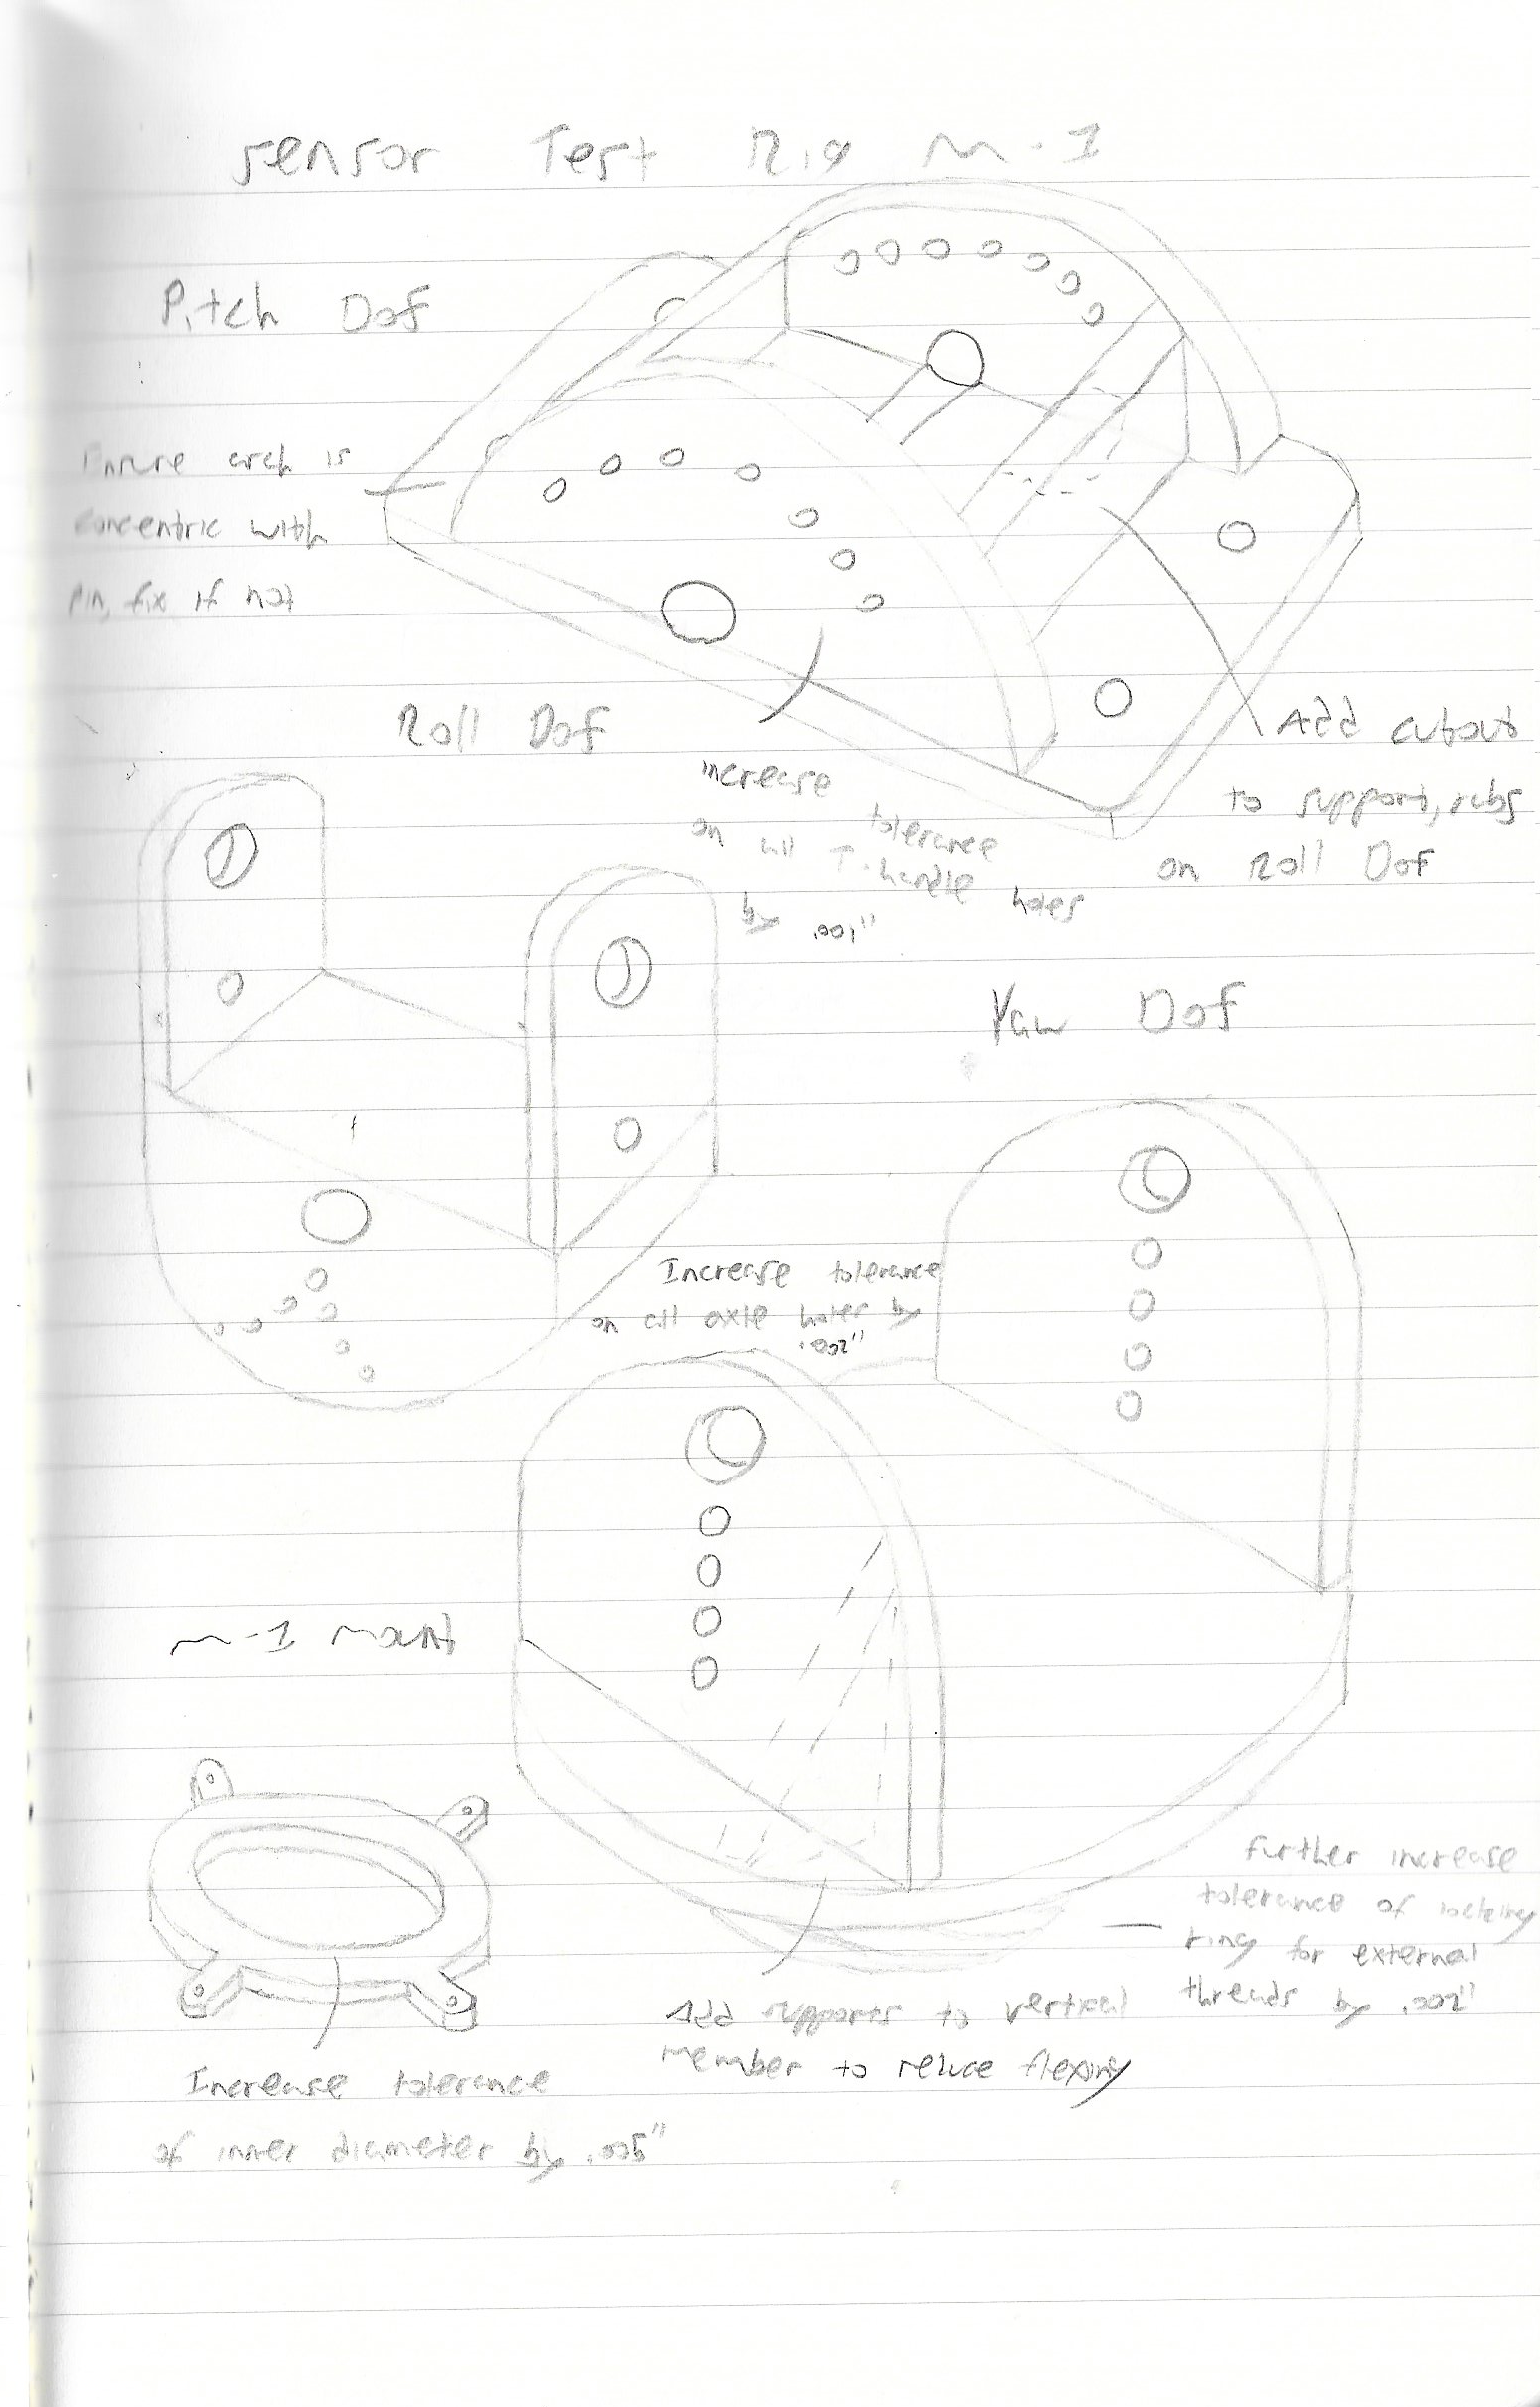 Sensor Test Rig M-1
Pitch Dof
Ensure arch is
concentric with
pin, fix if not
Roll Dof
Add cutout
to support, rubs
on Roll Dof
increase tolerance
on all T-handle holes
by .001"
Yaw Dof
Increase tolerance
on all axle holes by
.002"
M-1 Mount
Further increase
tolerance of locking
ring for external
threads by .002"
Add supports to vertical
member to reduce flexing
Increase tolerance
of inner diameter by .005"